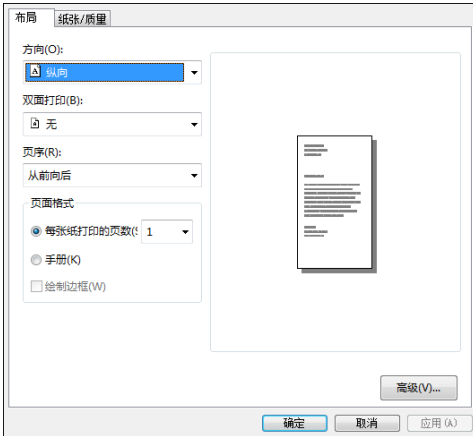 布局 纸张/质量
方向(O):
A 纵向
双面打印(B):
无
页序(R):
从前向后
页面格式
每张纸打印的页数(S 1
手册(K)
绘制边框(W)
高级(V)...
确定 取消 应用(A)